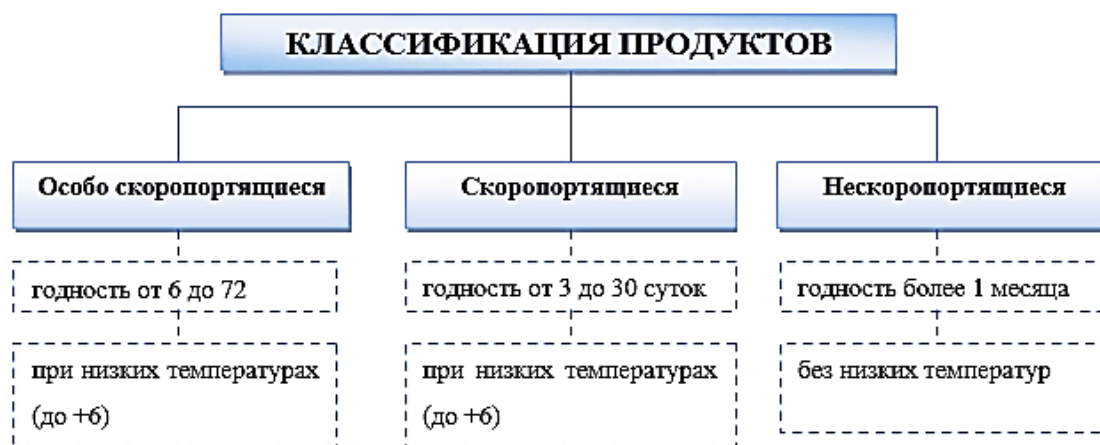 КЛАССИФИКАЦИЯ ПРОДУКТОВ
Особо скоропортящиеся
Скоропортящиеся
Нескоропортящиеся
годность от 6 до 72
годность от 3 до 30 суток
годность более 1 месяца
при низких температурах
(до +6)
при низких температурах
(до +6)
без низких температур